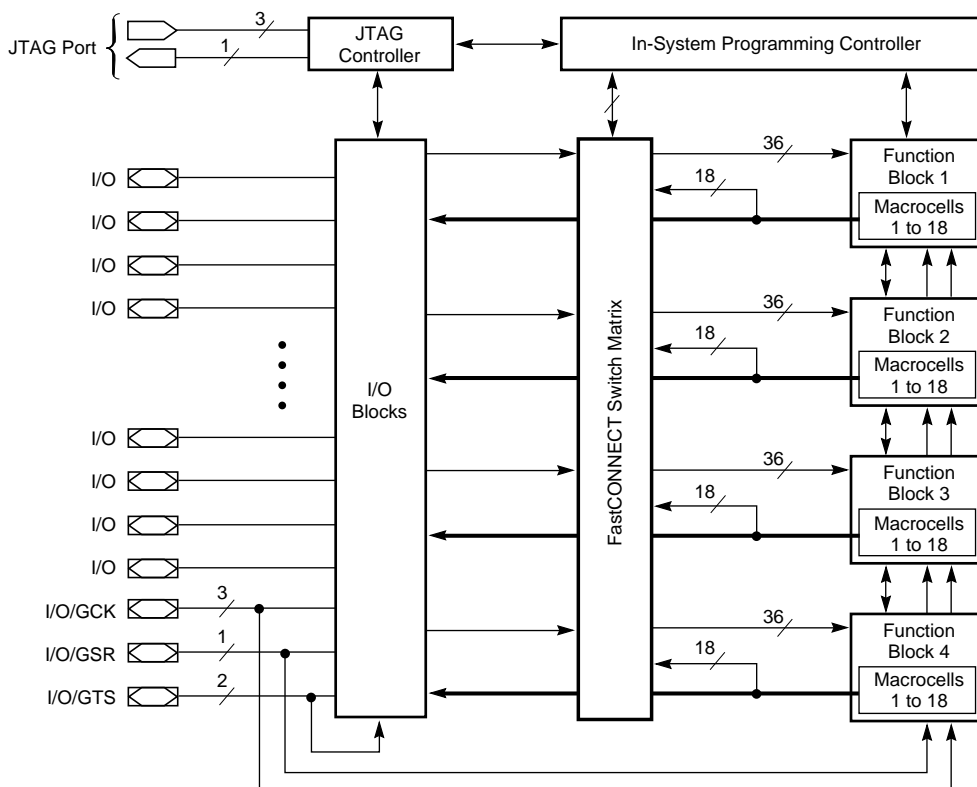 JTAG Port
3
1
JTAG
Controller
In-System Programming Controller
I/O
I/O
I/O
I/O
I/O
I/O
I/O
I/O
I/O/GCK
3
I/O/GSR
1
I/O/GTS
2
I/O
Blocks
FastCONNECT Switch Matrix
36
18
Function
Block 1
Macrocells
1 to 18
36
18
Function
Block 2
Macrocells
1 to 18
36
18
Function
Block 3
Macrocells
1 to 18
36
18
Function
Block 4
Macrocells
1 to 18